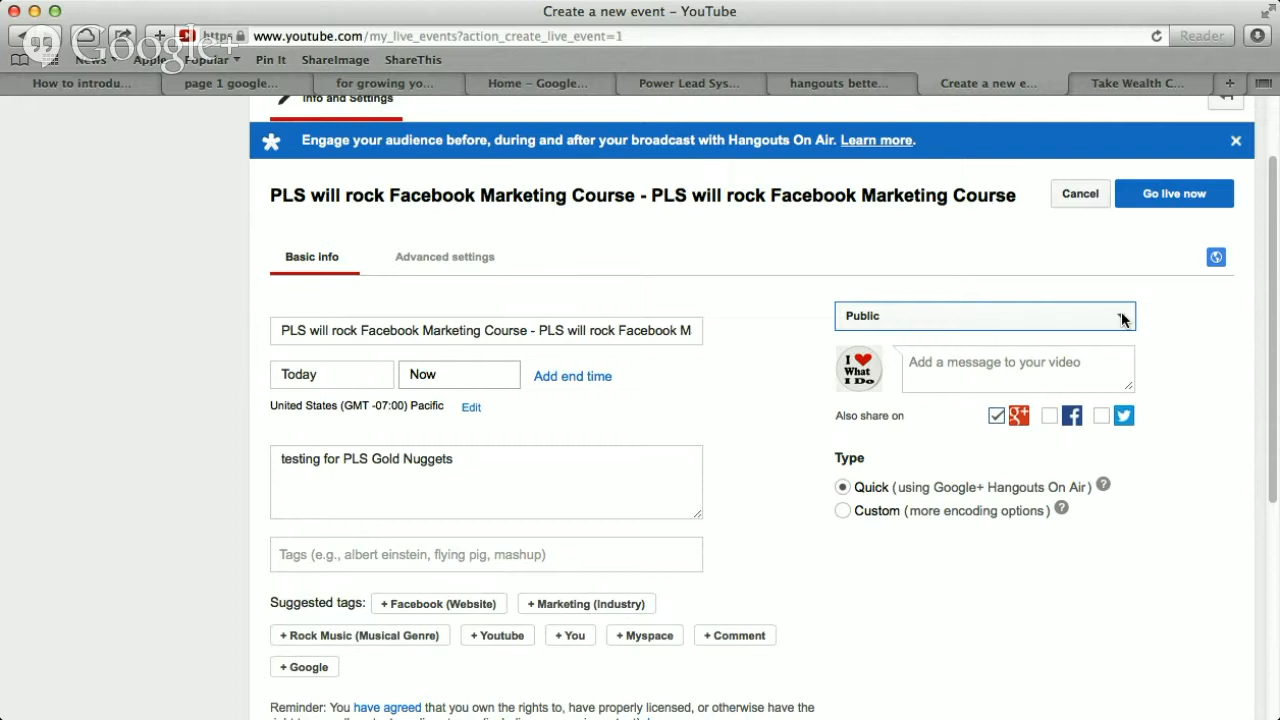 Create a new event – YouTube
https www.youtube.com/my_live_events?action_create_live_event=1
Reader
Google+
News Apple Popular Pin It ShareImage ShareThis
How to introdu... page 1 google... for growing yo... Home – Google... Power Lead Sys... hangouts bette... Create a new e... Take Wealth C...
Info and Settings
Engage your audience before, during and after your broadcast with Hangouts On Air. Learn more.
PLS will rock Facebook Marketing Course - PLS will rock Facebook Marketing Course
Cancel
Go live now
Basic info
Advanced settings
PLS will rock Facebook Marketing Course - PLS will rock Facebook M
Public
Today
Now
Add end time
I
What
I Do
Add a message to your video
United States (GMT -07:00) Pacific Edit
Also share on
testing for PLS Gold Nuggets
Type
Quick (using Google+ Hangouts On Air) ?
Custom (more encoding options) ?
Tags (e.g., albert einstein, flying pig, mashup)
Suggested tags: + Facebook (Website) + Marketing (Industry)
+ Rock Music (Musical Genre) + Youtube + You + Myspace + Comment
+ Google
Reminder: You have agreed that you own the rights to, have properly licensed, or otherwise have the